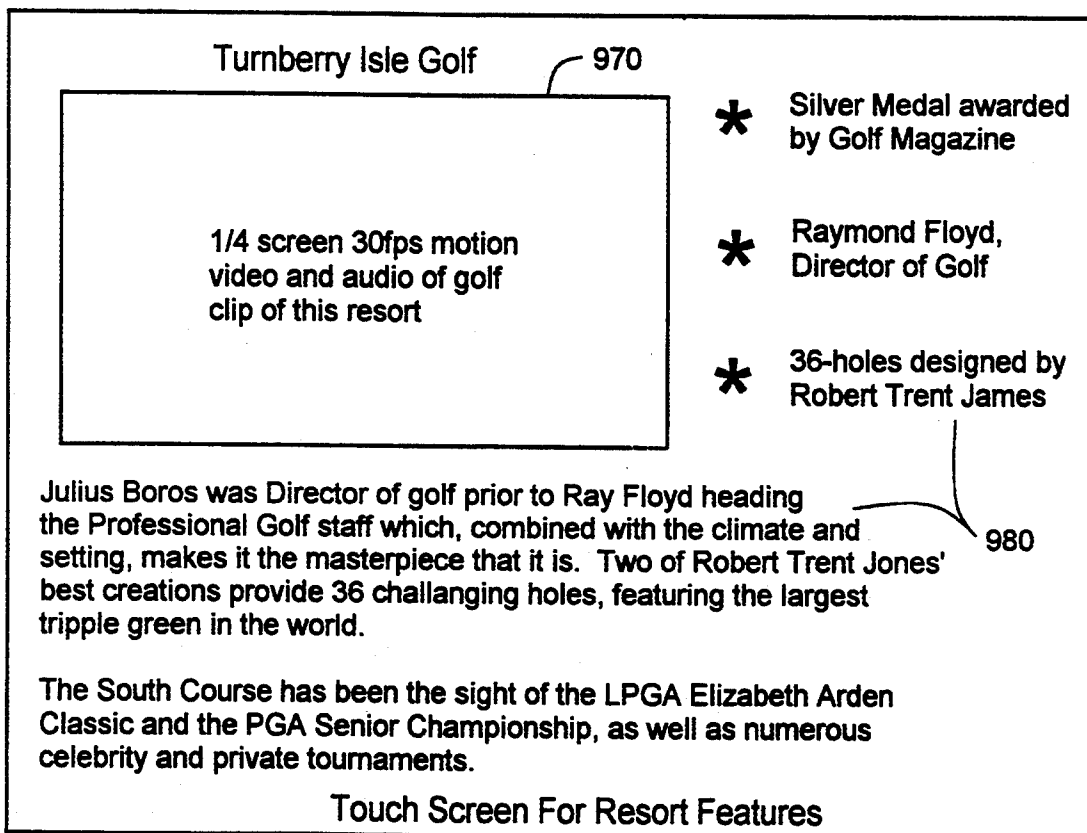 Turnberry Isle Golf
970
1/4 screen 30fps motion
video and audio of golf
clip of this resort
* Silver Medal awarded
by Golf Magazine
* Raymond Floyd,
Director of Golf
* 36-holes designed by
Robert Trent James
980
Julius Boros was Director of golf prior to Ray Floyd heading
the Professional Golf staff which, combined with the climate and
setting, makes it the masterpiece that it is. Two of Robert Trent Jones'
best creations provide 36 challanging holes, featuring the largest
tripple green in the world.
The South Course has been the sight of the LPGA Elizabeth Arden
Classic and the PGA Senior Championship, as well as numerous
celebrity and private tournaments.
Touch Screen For Resort Features